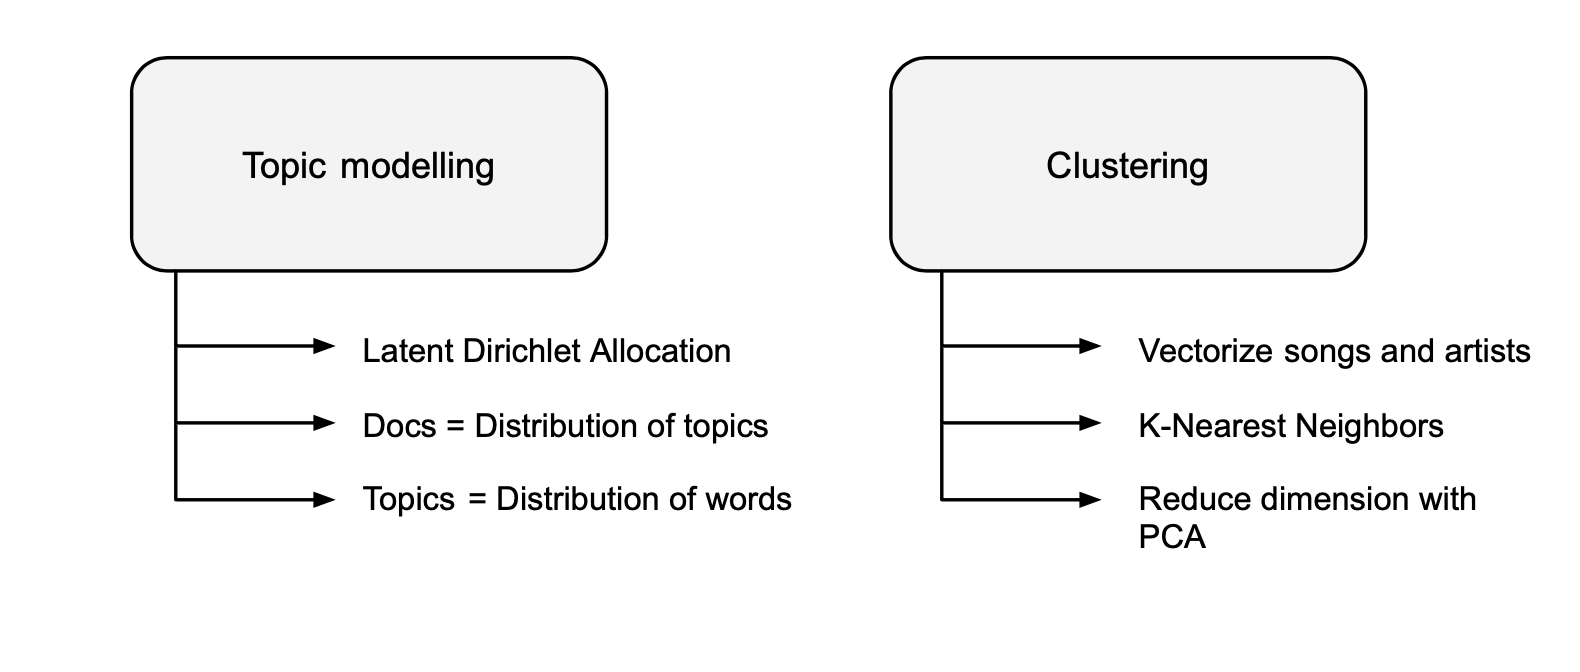 Topic modelling
Latent Dirichlet Allocation
Docs = Distribution of topics
Topics = Distribution of words
Clustering
Vectorize songs and artists
K-Nearest Neighbors
Reduce dimension with
PCA